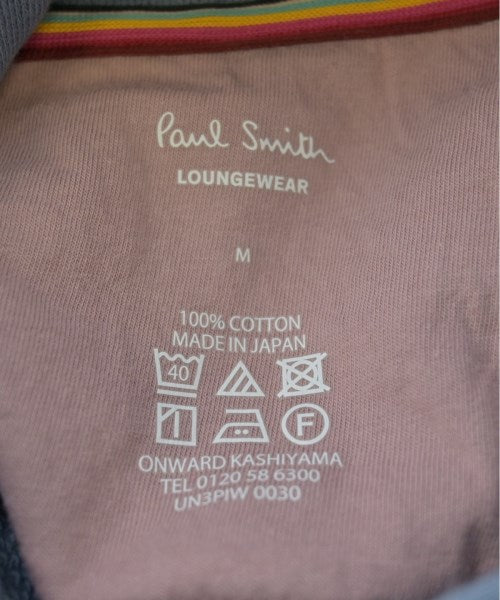 Paul Smith
LOUNGEWEAR
M
100% COTTON
MADE IN JAPAN
40
F
ONWARD KASHIYAMA
TEL 0120 58 6300
UN3PIW 0030